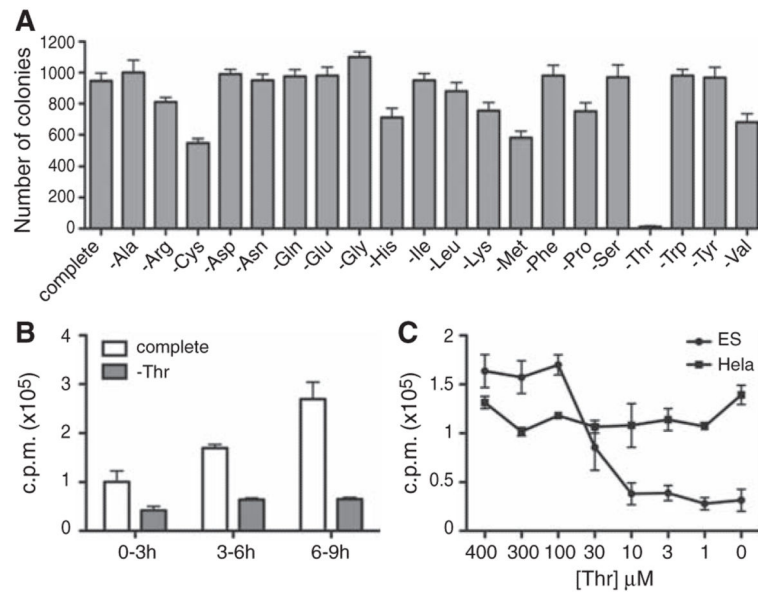 A
Number of colonies
1200
1000
800
600
400
200
0
complete
-Ala
-Arg
-Cys
-Asp
-Asn
-Gln
-Glu
-Gly
-His
-Ile
-Leu
-Lys
-Met
-Phe
-Pro
-Ser
-Thr
-Trp
-Tyr
-Val
B
c.p.m. (x10⁵)
4
3
2
1
0
complete
-Thr
0-3h
3-6h
6-9h
C
c.p.m. (x10⁵)
2
1.5
1
0.5
0
ES
Hela
400
300
100
30
10
3
1
0
[Thr] μM